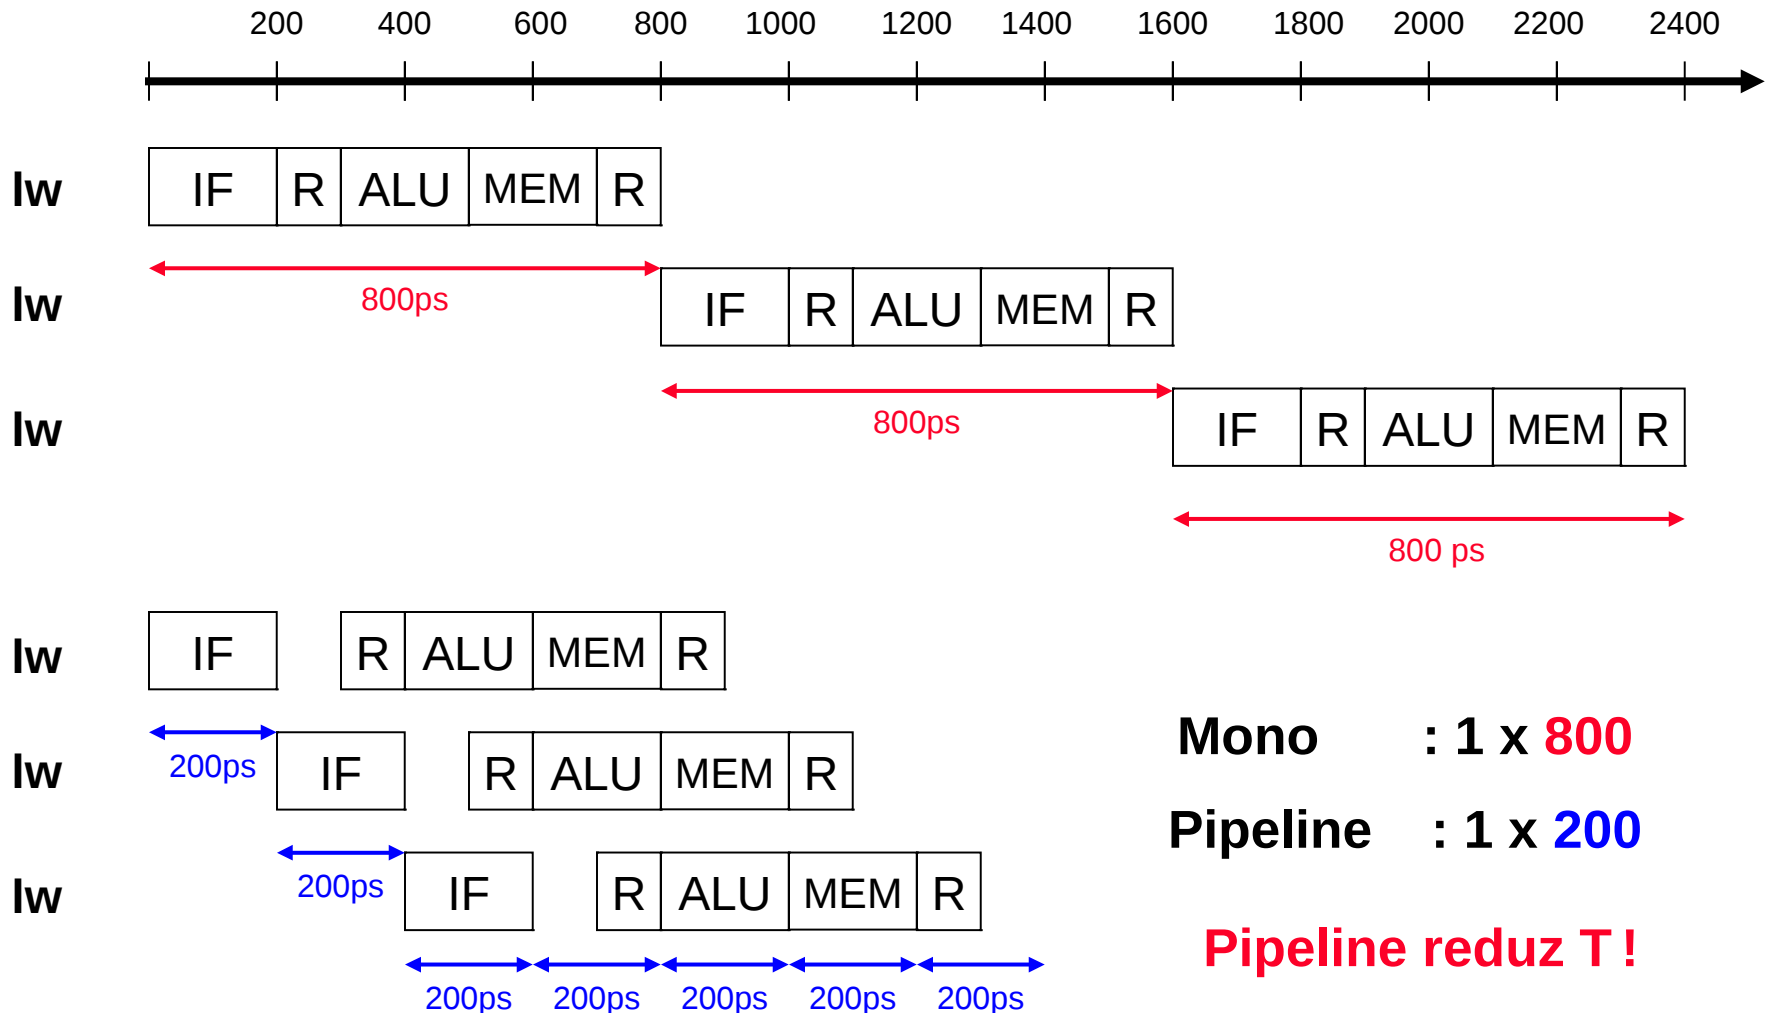 200 400 600 800 1000 1200 1400 1600 1800 2000 2200 2400
lw IF R ALU MEM R
800ps
lw IF R ALU MEM R
800ps
lw IF R ALU MEM R
800 ps
lw IF R ALU MEM R
200ps
lw IF R ALU MEM R
200ps
lw IF R ALU MEM R
200ps 200ps 200ps 200ps 200ps
Mono : 1 x 800
Pipeline : 1 x 200
Pipeline reduz T !